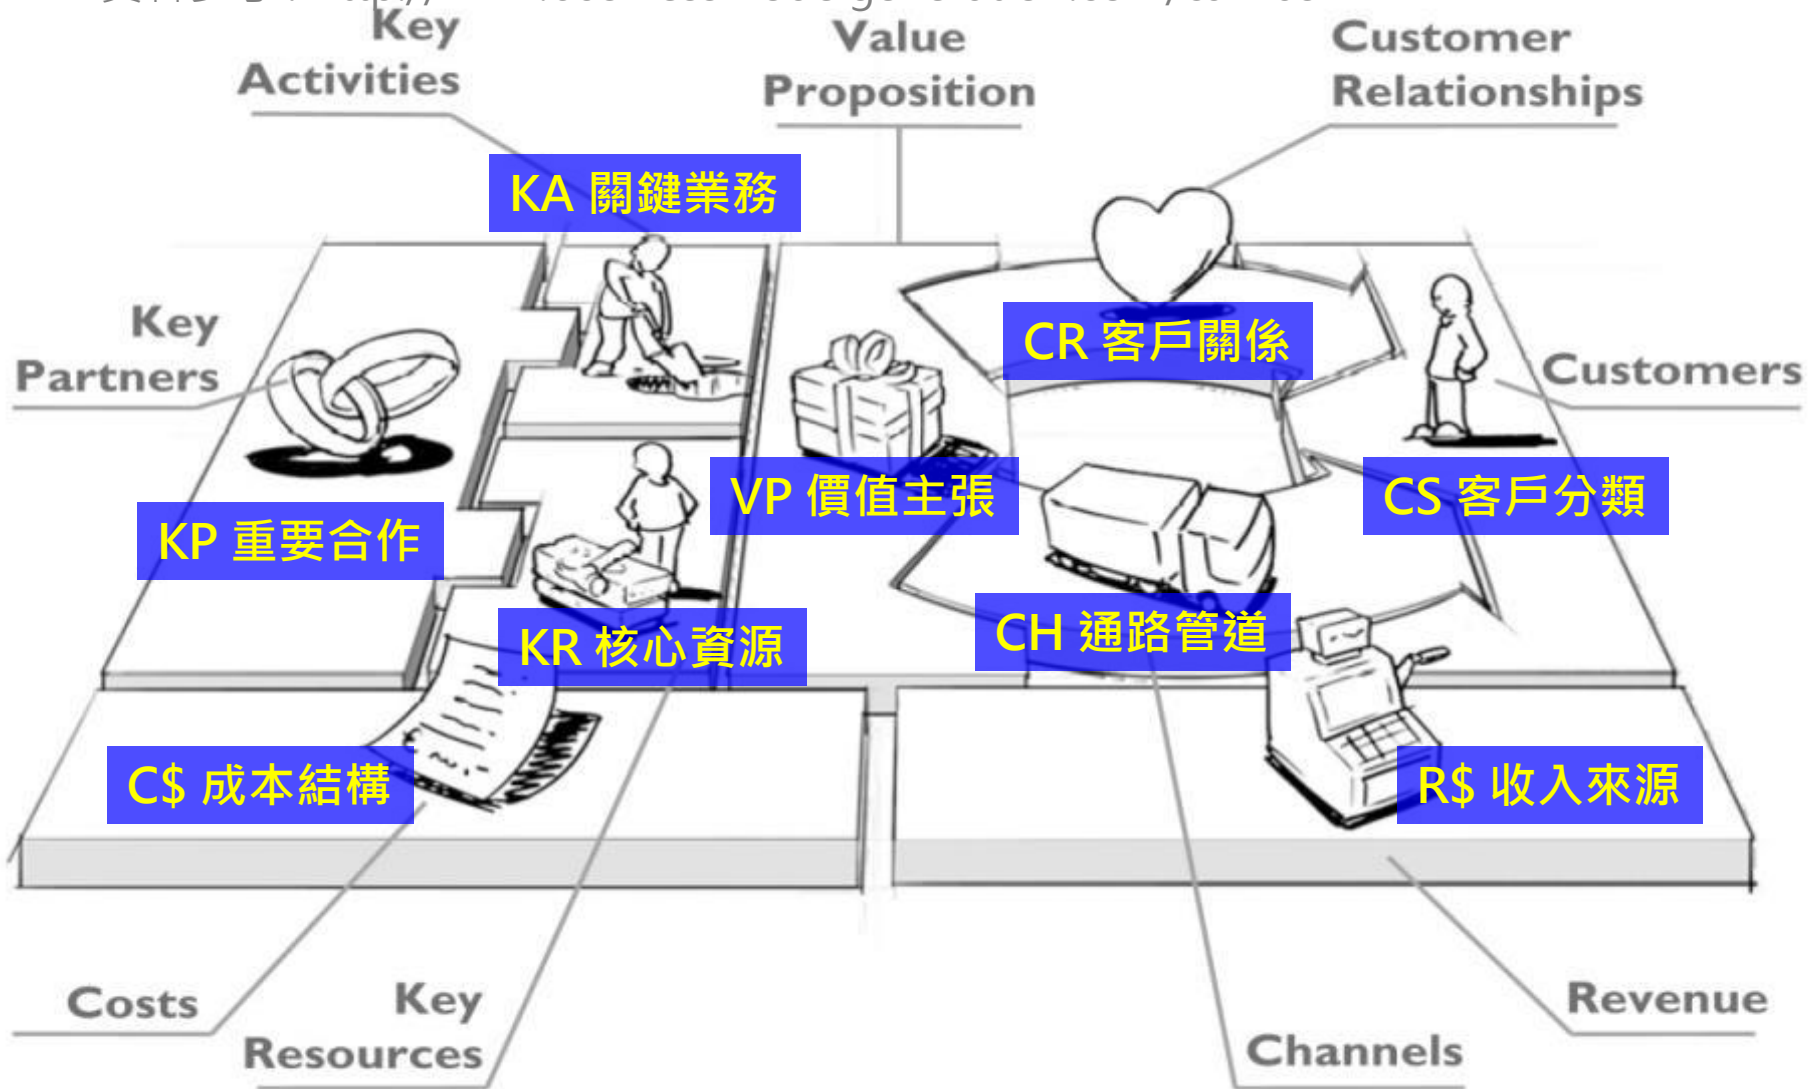 Key
Activities
Value
Proposition
Customer
Relationships
KA 關鍵業務
Key
Partners
CR 客戶關係
Customers
VP 價值主張
CS 客戶分類
KP 重要合作
KR 核心資源
CH 通路管道
C$ 成本結構
R$ 收入來源
Costs
Key
Resources
Channels
Revenue